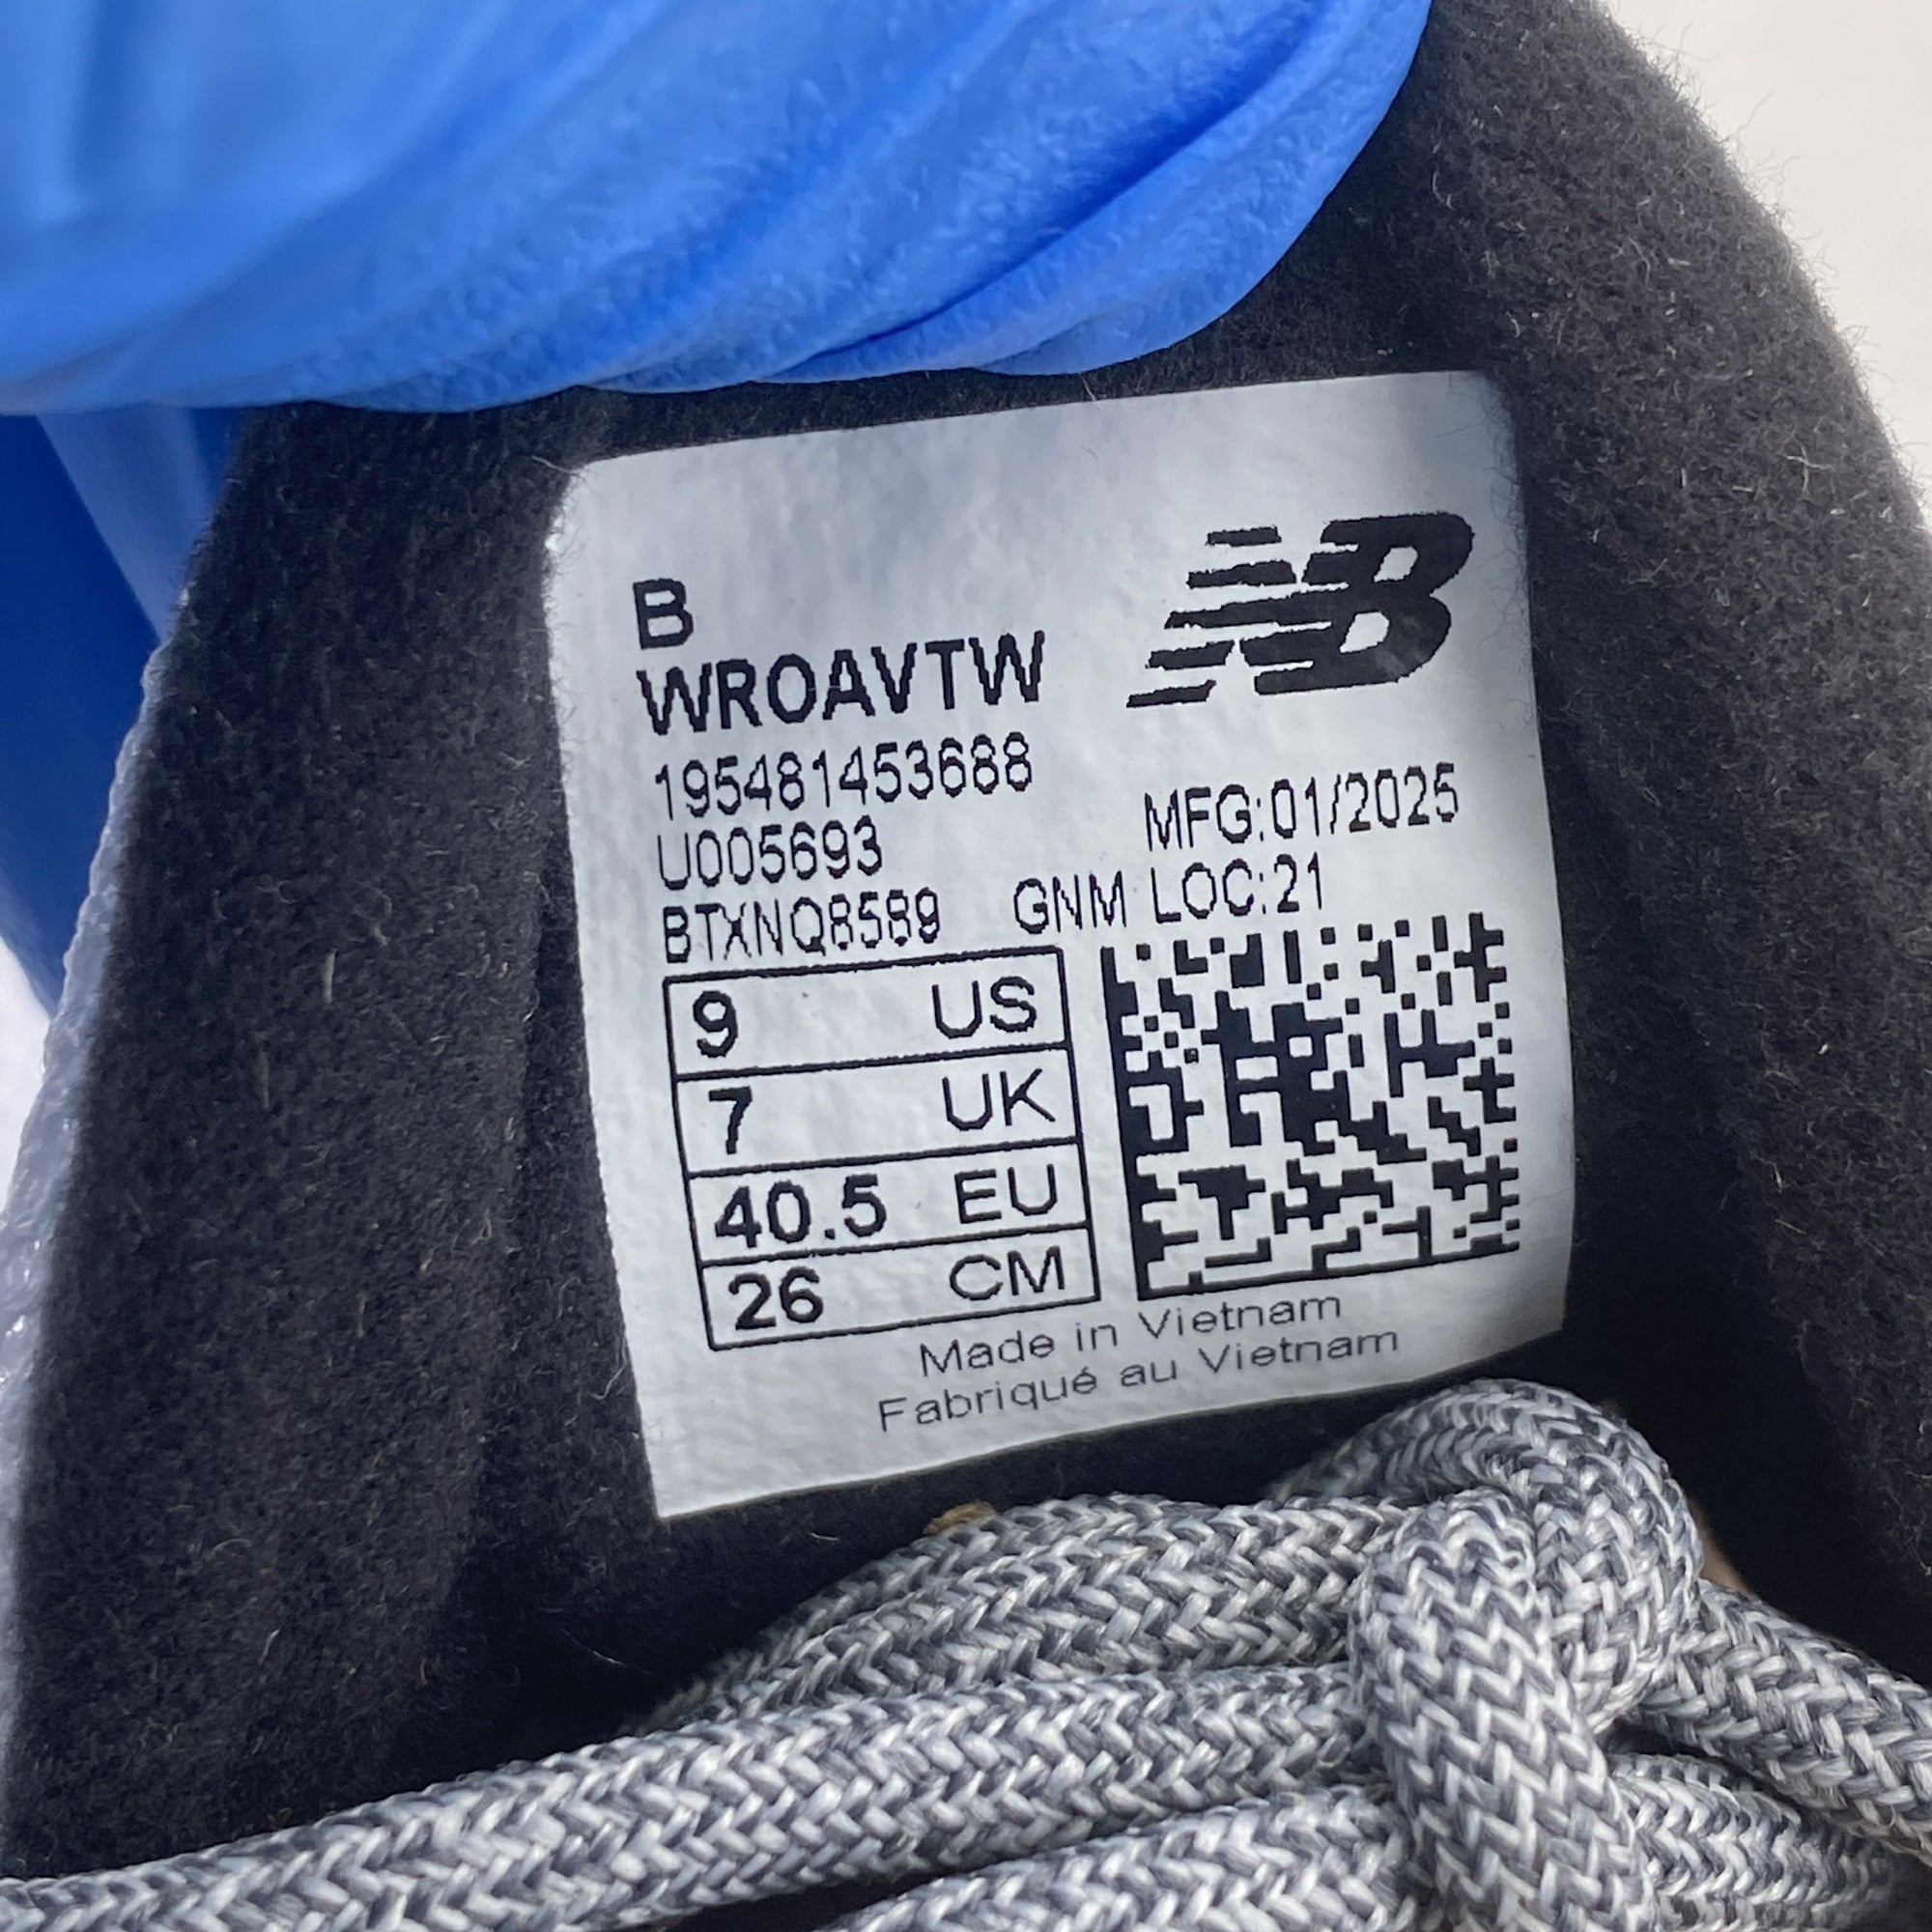 NB
B
WROAVTW
195481453688
U005693
MFG:01/2025
BTXNQ8589 GNM LOC:21
9 US
7 UK
40.5 EU
26 CM
Made in Vietnam
Fabriqué au Vietnam